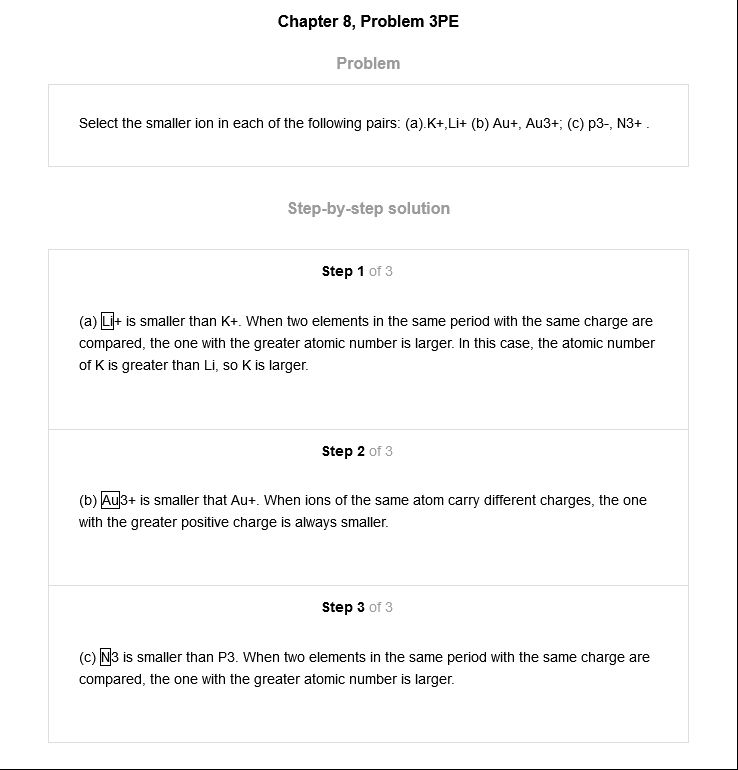 Chapter 8, Problem 3PE
Problem
Select the smaller ion in each of the following pairs: (a).K+,Li+ (b) Au+, Au3+; (c) p3-, N3+ .
Step-by-step solution
Step 1 of 3
(a) Li+ is smaller than K+. When two elements in the same period with the same charge are
compared, the one with the greater atomic number is larger. In this case, the atomic number
of K is greater than Li, so K is larger.
Step 2 of 3
(b) Au3+ is smaller that Au+. When ions of the same atom carry different charges, the one
with the greater positive charge is always smaller.
Step 3 of 3
(c) N3 is smaller than P3. When two elements in the same period with the same charge are
compared, the one with the greater atomic number is larger.